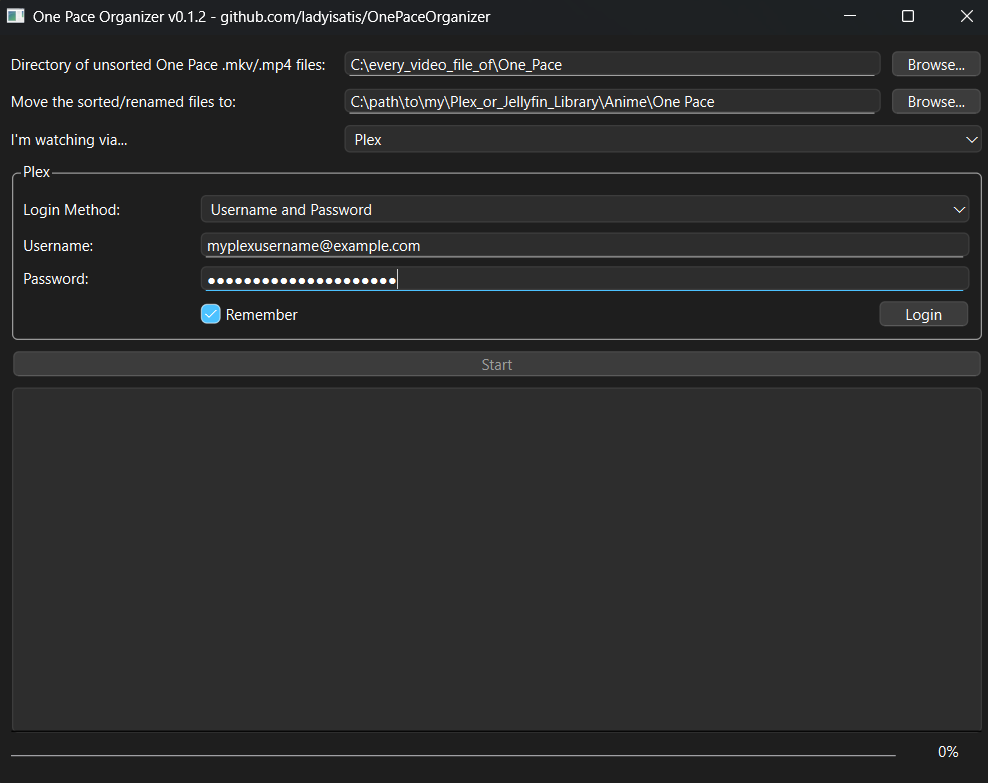 One Pace Organizer v0.1.2 - github.com/ladyisatis/OnePaceOrganizer
Directory of unsorted One Pace .mkv/.mp4 files: C:\every_video_file_of\One_Pace Browse...
Move the sorted/renamed files to: C:\path\to\my\Plex_or_Jellyfin_Library\Anime\One Pace Browse...
I'm watching via... Plex
Plex
Login Method: Username and Password
Username: myplexusername@example.com
Password: ●●●●●●●●●●●●●●●●●●●●●
Remember Login
Start
0%